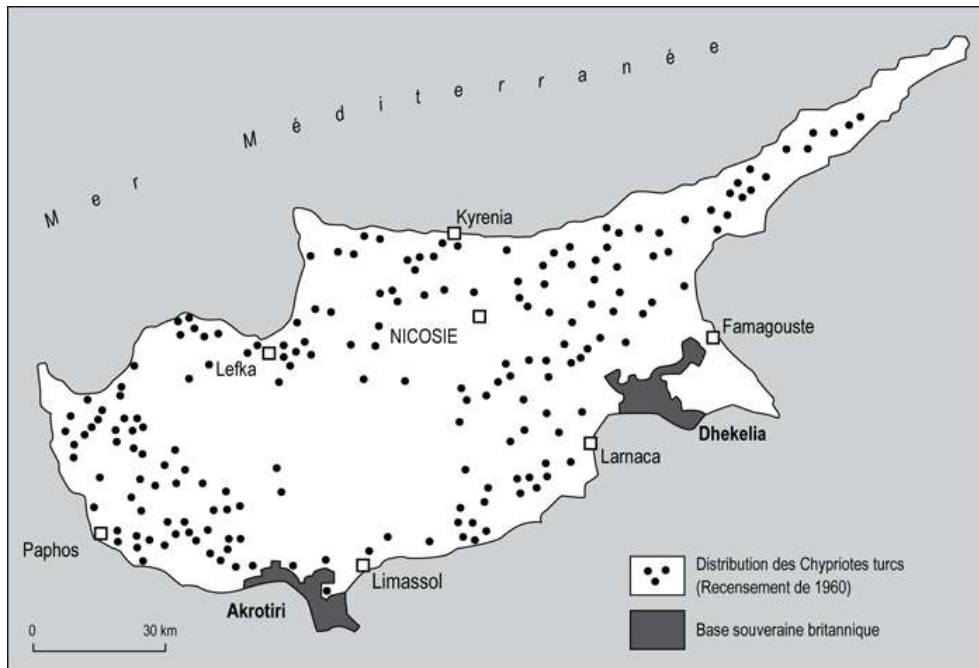 Mer Méditerranée
Kyrenia
NICOSIE
Famagouste
Lefka
Dhekelia
Larnaca
Paphos
Limassol
Akrotiri
Distribution des Chypriotes turcs
(Recensement de 1960)
Base souveraine britannique
0 30 km